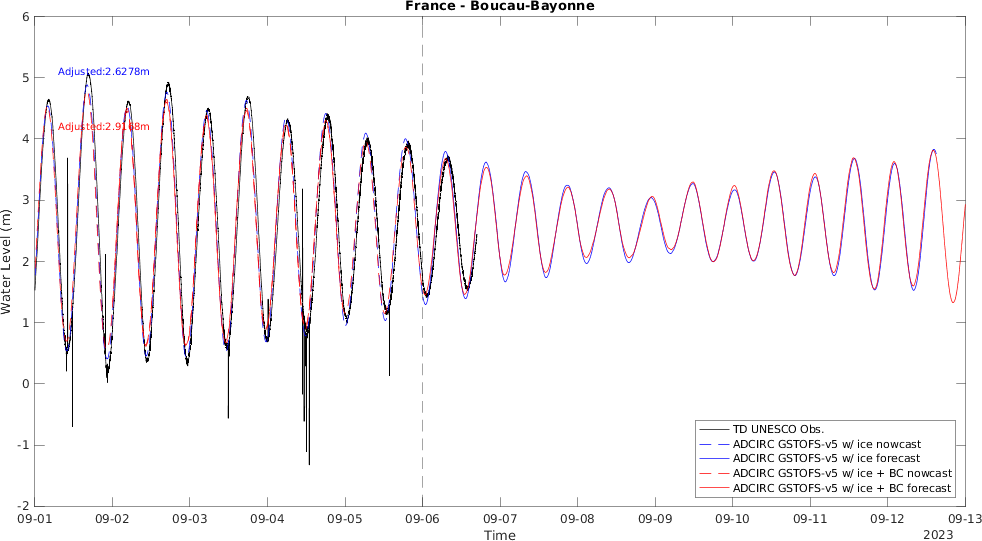 France - Boucau-Bayonne
6
5
4
3
2
1
0
-1
-2
Water Level (m)
Adjusted:2.6278m
Adjusted:2.9168m
TD UNESCO Obs.
ADCIRC GSTOFS-v5 w/ ice nowcast
ADCIRC GSTOFS-v5 w/ ice forecast
ADCIRC GSTOFS-v5 w/ ice + BC nowcast
ADCIRC GSTOFS-v5 w/ ice + BC forecast
09-01 09-02 09-03 09-04 09-05 09-06 09-07 09-08 09-09 09-10 09-11 09-12 09-13
Time
2023